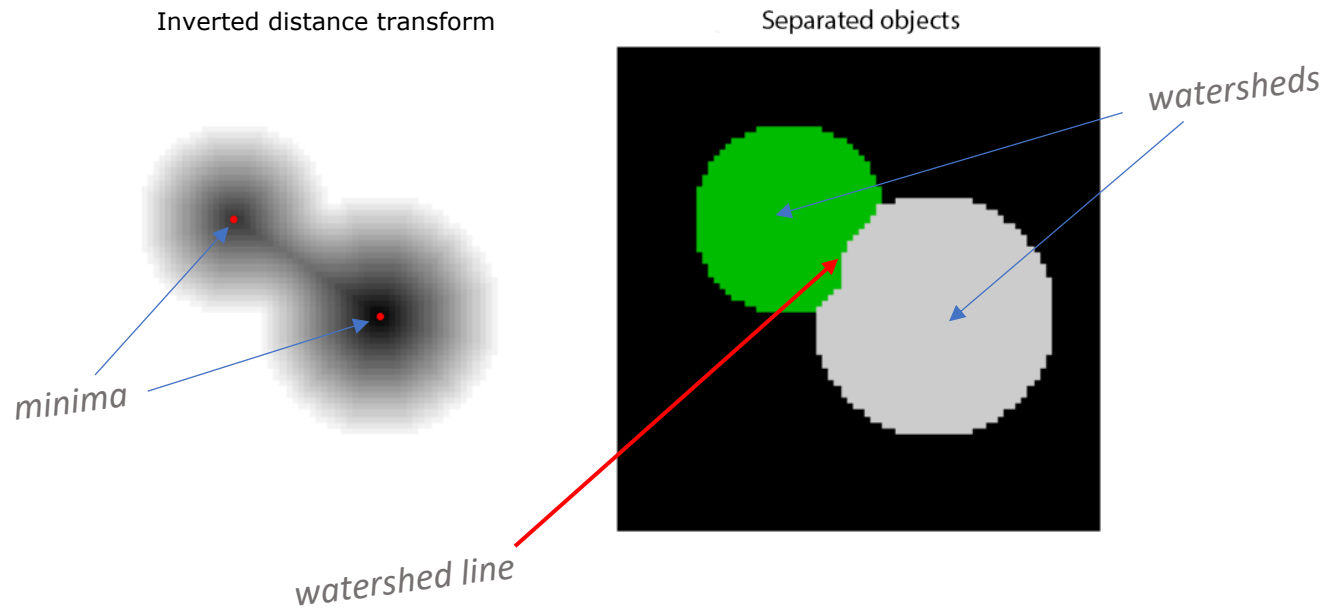 Inverted distance transform
Separated objects
watersheds
minima
watershed line